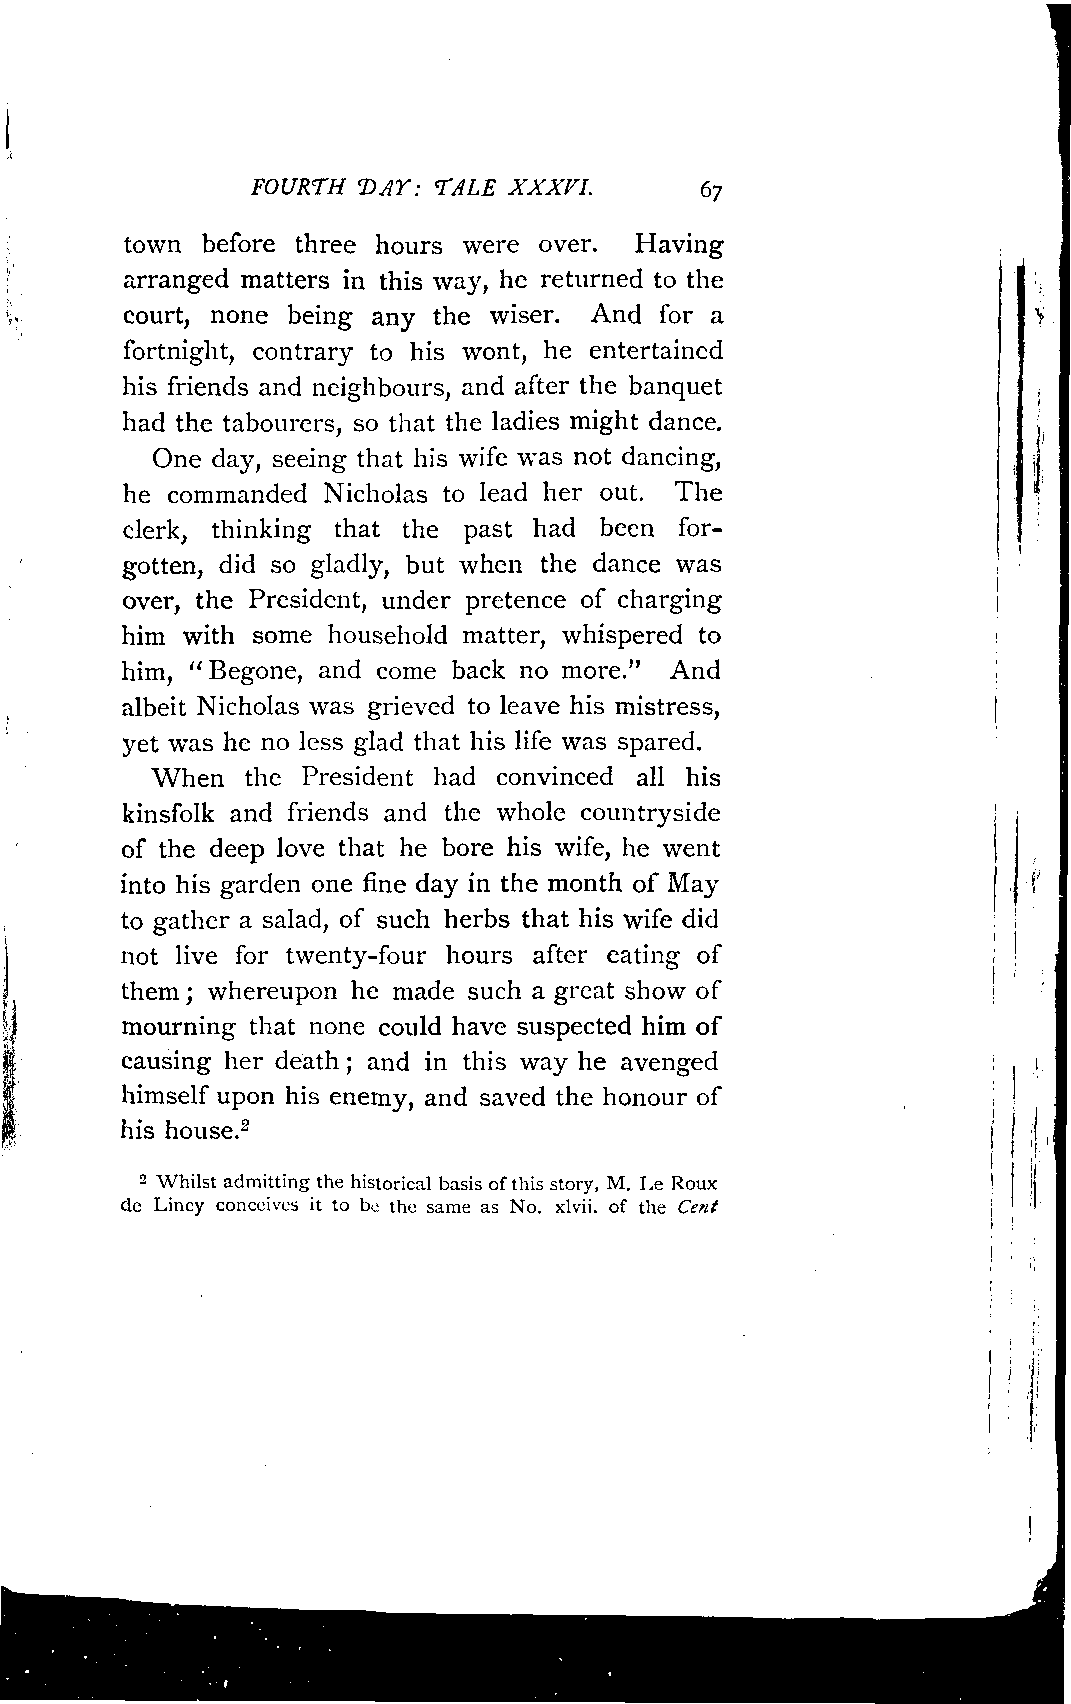 FOURTH DAY: TALE XXXVI. 67
town before three hours were over. Having
arranged matters in this way, he returned to the
court, none being any the wiser. And for a
fortnight, contrary to his wont, he entertained
his friends and neighbours, and after the banquet
had the tabourers, so that the ladies might dance.
One day, seeing that his wife was not dancing,
he commanded Nicholas to lead her out. The
clerk, thinking that the past had been for-
gotten, did so gladly, but when the dance was
over, the President, under pretence of charging
him with some household matter, whispered to
him, “Begone, and come back no more.” And
albeit Nicholas was grieved to leave his mistress,
yet was he no less glad that his life was spared.
When the President had convinced all his
kinsfolk and friends and the whole countryside
of the deep love that he bore his wife, he went
into his garden one fine day in the month of May
to gather a salad, of such herbs that his wife did
not live for twenty-four hours after eating of
them; whereupon he made such a great show of
mourning that none could have suspected him of
causing her death; and in this way he avenged
himself upon his enemy, and saved the honour of
his house.²
² Whilst admitting the historical basis of this story, M. Le Roux
de Lincy conceives it to be the same as No. xlvii. of the Cent